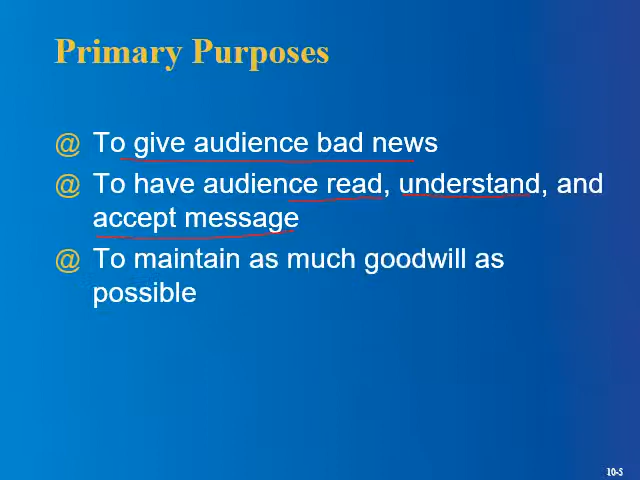 Primary Purposes
@ To give audience bad news
@ To have audience read, understand, and
accept message
@ To maintain as much goodwill as
possible
10-5